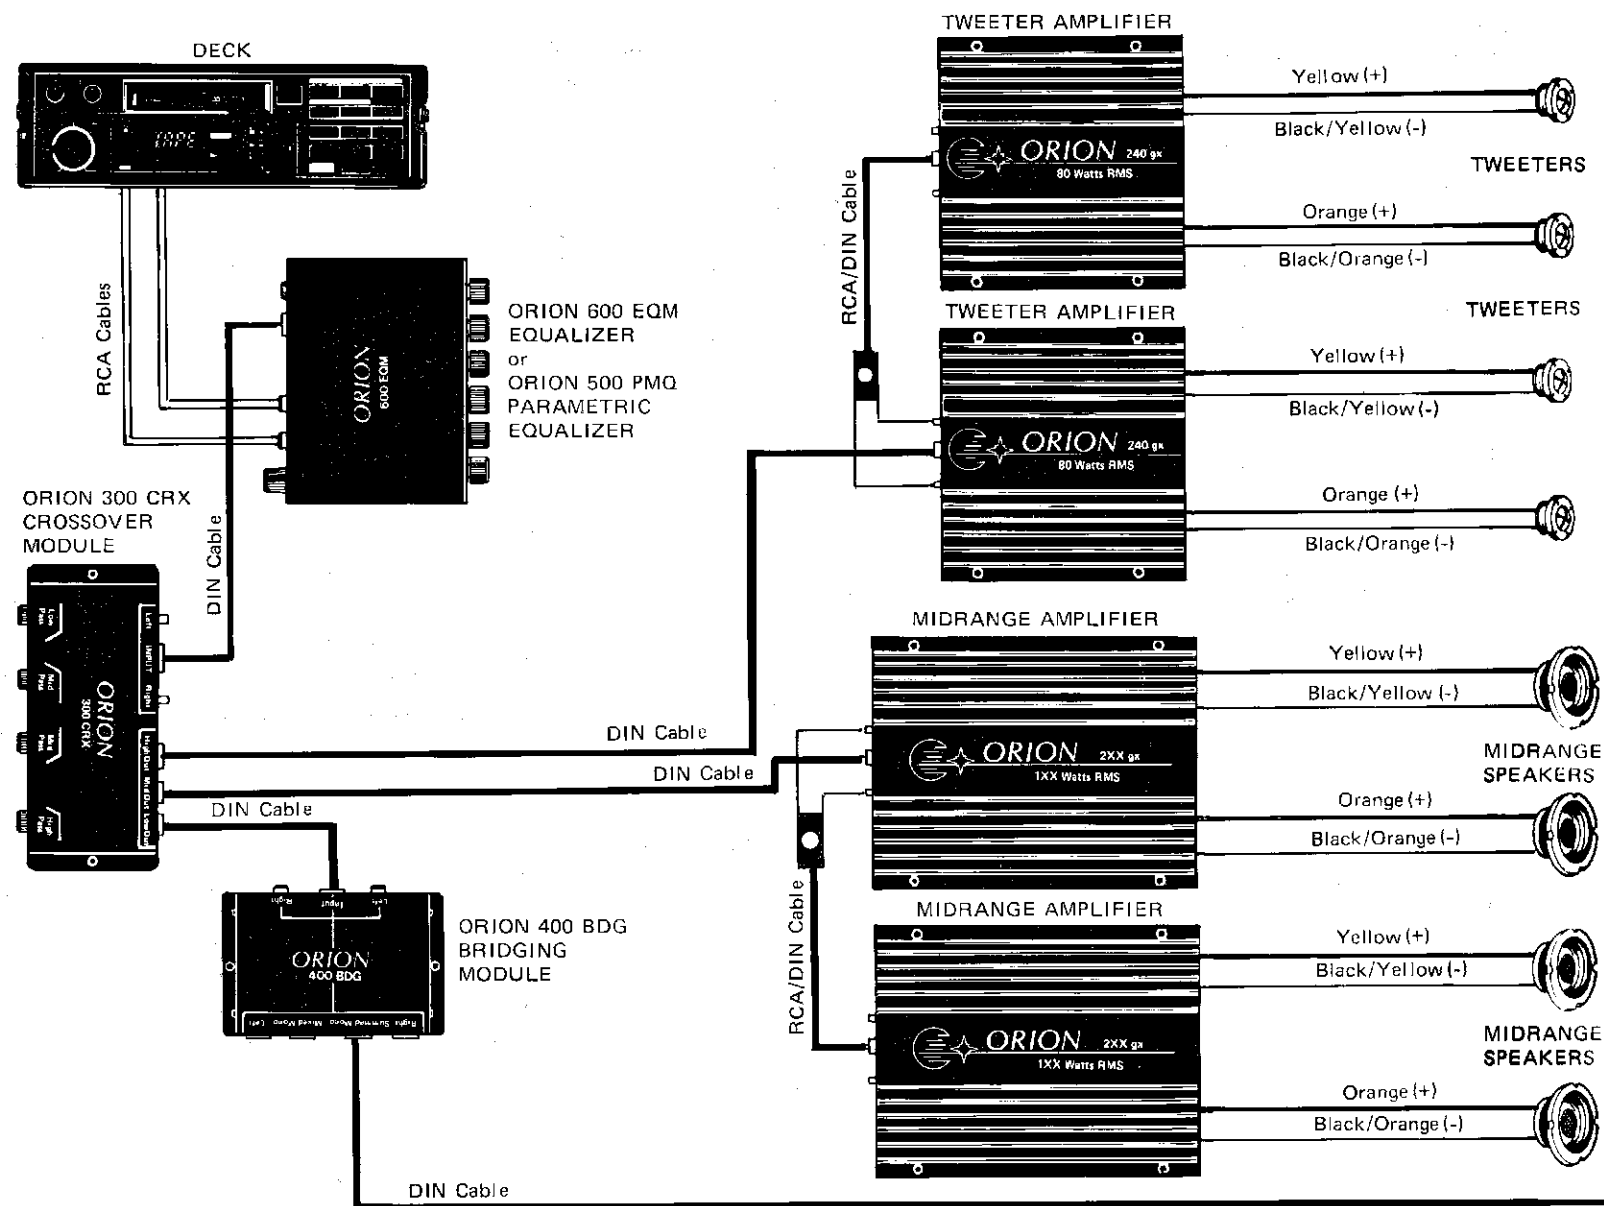 DECK
TAPE
RCA Cables
ORION
600 EQM
ORION 600 EQM
EQUALIZER
or
ORION 500 PMQ
PARAMETRIC
EQUALIZER
DIN Cable
ORION 300 CRX
CROSSOVER
MODULE
Low
Pass
Mid
Pass
Mid
Pass
High
Pass
ORION
300 CRX
Left
INPUT
Right
High Out
Mid Out
Low Out
DIN Cable
DIN Cable
DIN Cable
Right
Input
Left
ORION
400 BDG
Left
Mixed Mono
Summed Mono
Right
ORION 400 BDG
BRIDGING
MODULE
DIN Cable
TWEETER AMPLIFIER
ORION 240 gx
80 Watts RMS
Yellow (+)
Black/Yellow (-)
TWEETERS
Orange (+)
Black/Orange (-)
RCA/DIN Cable
TWEETER AMPLIFIER
TWEETERS
ORION 240 gx
80 Watts RMS
Yellow (+)
Black/Yellow (-)
Orange (+)
Black/Orange (-)
MIDRANGE AMPLIFIER
ORION 2XX gx
1XX Watts RMS
Yellow (+)
Black/Yellow (-)
MIDRANGE
SPEAKERS
Orange (+)
Black/Orange (-)
RCA/DIN Cable
MIDRANGE AMPLIFIER
ORION 2XX gx
1XX Watts RMS
Yellow (+)
Black/Yellow (-)
MIDRANGE
SPEAKERS
Orange (+)
Black/Orange (-)